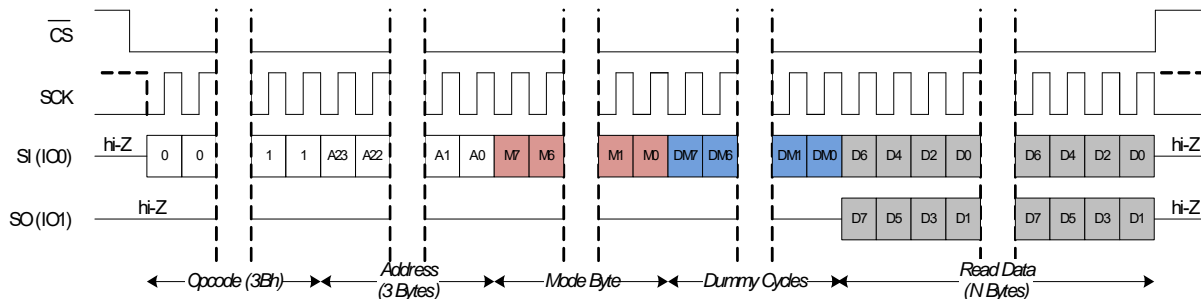 CS
SCK
hi-Z
SI (IO0) 0 0 1 1 A23 A22 A1 A0 M7 M6 M1 M0 DM7 DM6 DM1 DM0 D6 D4 D2 D0 D6 D4 D2 D0 hi-Z
hi-Z
SO (IO1) D7 D5 D3 D1 D7 D5 D3 D1 hi-Z
Opcode (3Bh) Address Mode Byte Dummy Cycles Read Data
(3 Bytes) (N Bytes)